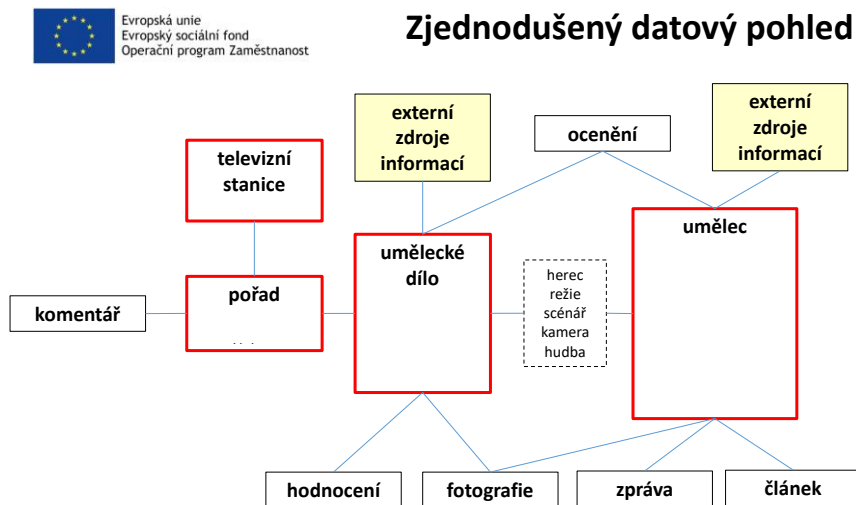 Evropská unie
Evropský sociální fond
Operační program Zaměstnanost
Zjednodušený datový pohled
externí
zdroje
informací
ocenění
externí
zdroje
informací
televizní
stanice
umělecké
dílo
umělec
herec
režie
scénář
kamera
hudba
pořad
komentář
hodnocení
fotografie
zpráva
článek